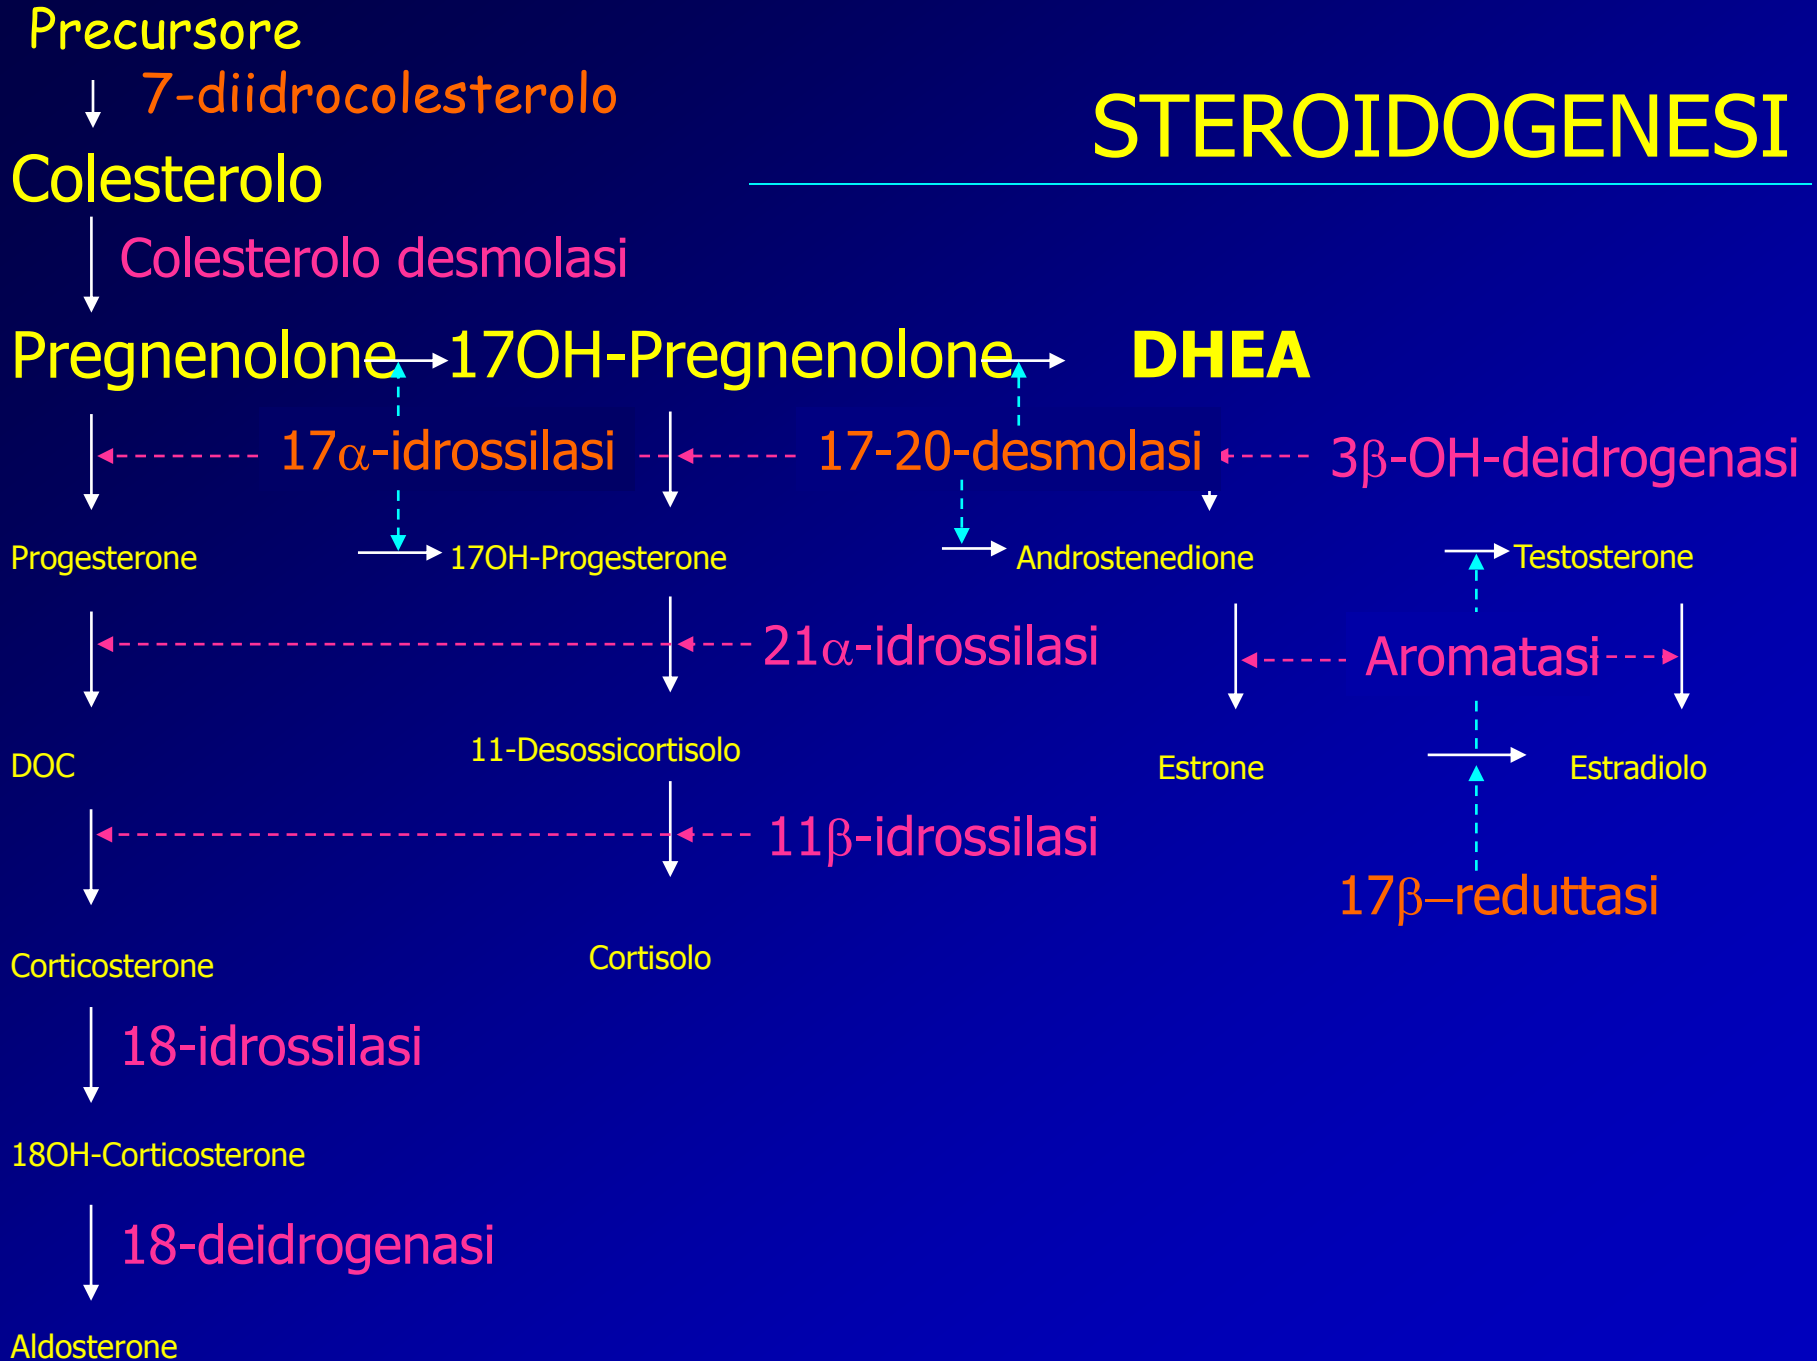 Precursore
7-diidrocolesterolo
STEROIDOGENESI
Colesterolo
Colesterolo desmolasi
Pregnenolone 17OH-Pregnenolone DHEA
17α-idrossilasi 17-20-desmolasi 3β-OH-deidrogenasi
Progesterone 17OH-Progesterone Androstenedione Testosterone
21α-idrossilasi Aromatasi
DOC 11-Desossicortisolo Estrone Estradiolo
11β-idrossilasi
17β–reduttasi
Corticosterone Cortisolo
18-idrossilasi
18OH-Corticosterone
18-deidrogenasi
Aldosterone